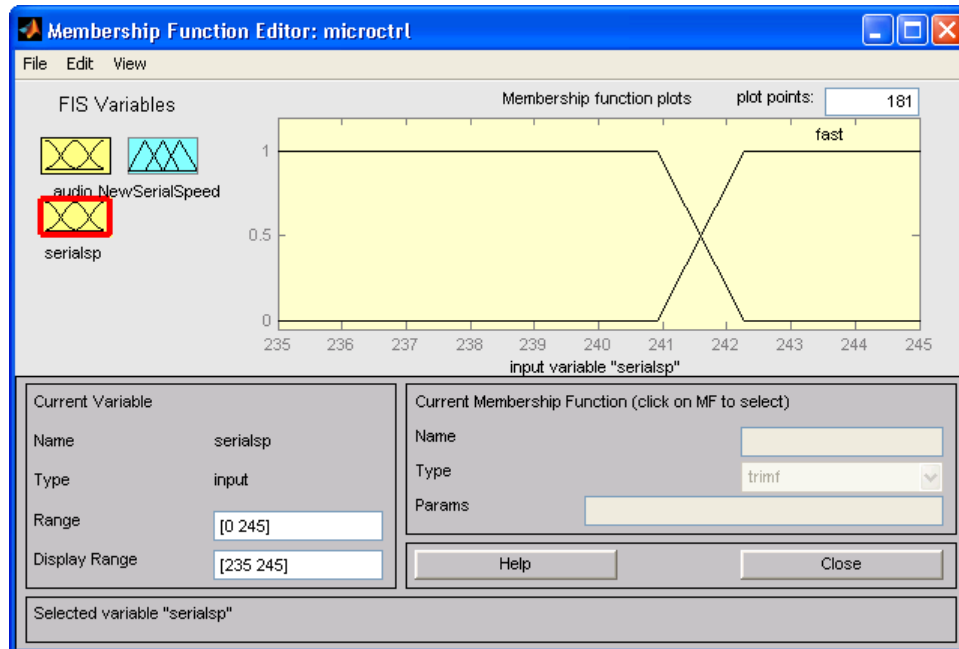 Membership Function Editor: microctrl
File Edit View
FIS Variables
Membership function plots
plot points: 181
audio NewSerialSpeed
serialsp
fast
1
0.5
0
235 236 237 238 239 240 241 242 243 244 245
input variable "serialsp"
Current Variable
Name serialsp
Type input
Range [0 245]
Display Range [235 245]
Current Membership Function (click on MF to select)
Name
Type trimf
Params
Help Close
Selected variable "serialsp"